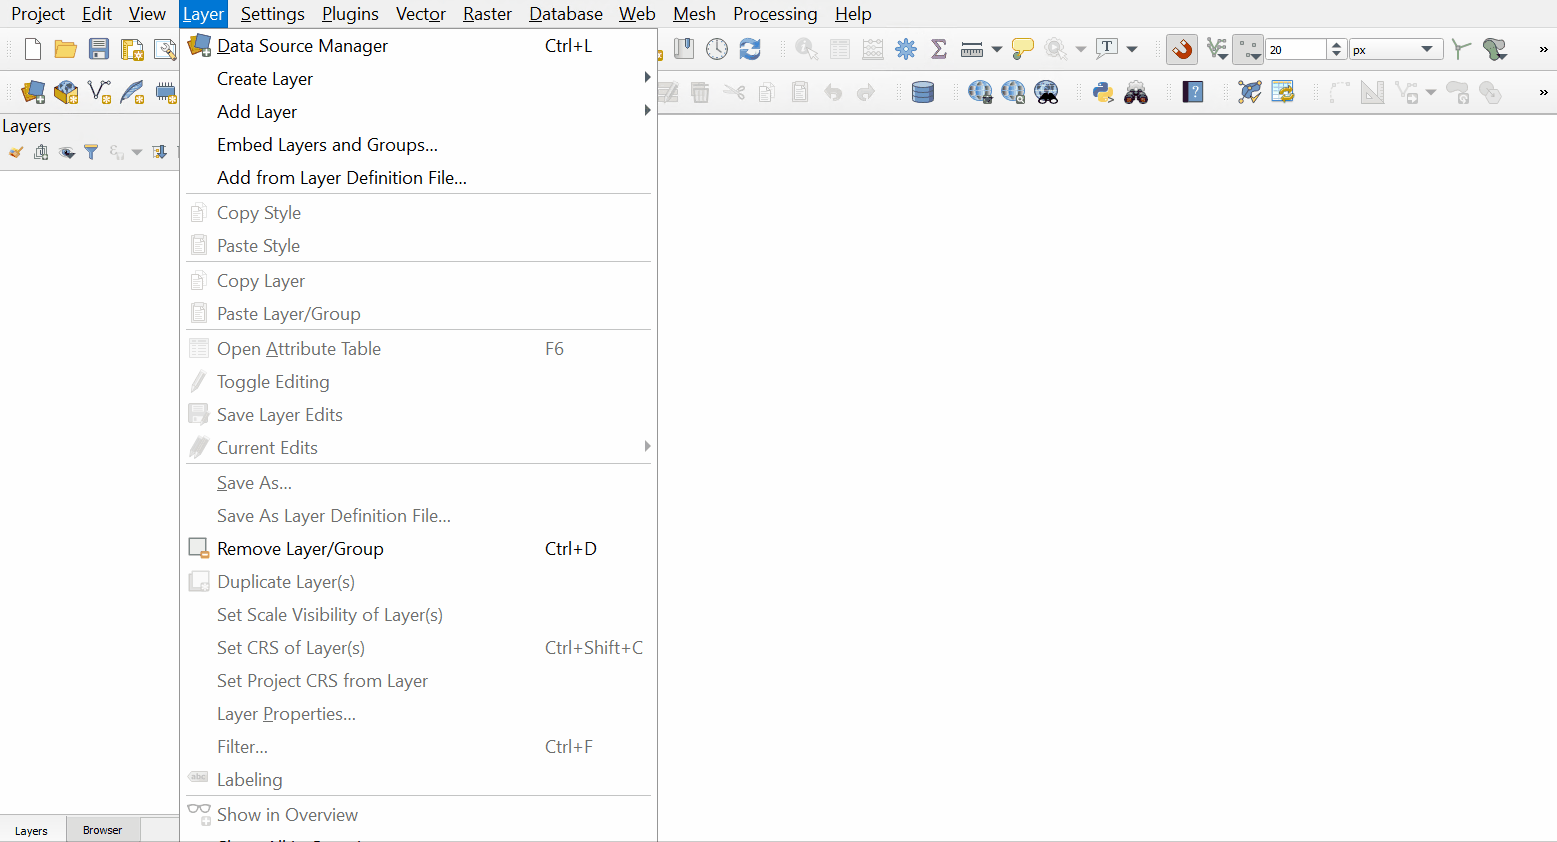 Project Edit View Layer Settings Plugins Vector Raster Database Web Mesh Processing Help
20 px »
»
Layers
Data Source Manager Ctrl+L
Create Layer
Add Layer
Embed Layers and Groups...
Add from Layer Definition File...
Copy Style
Paste Style
Copy Layer
Paste Layer/Group
Open Attribute Table F6
Toggle Editing
Save Layer Edits
Current Edits
Save As...
Save As Layer Definition File...
Remove Layer/Group Ctrl+D
Duplicate Layer(s)
Set Scale Visibility of Layer(s)
Set CRS of Layer(s) Ctrl+Shift+C
Set Project CRS from Layer
Layer Properties...
Filter... Ctrl+F
abc Labeling
Show in Overview
Layers Browser